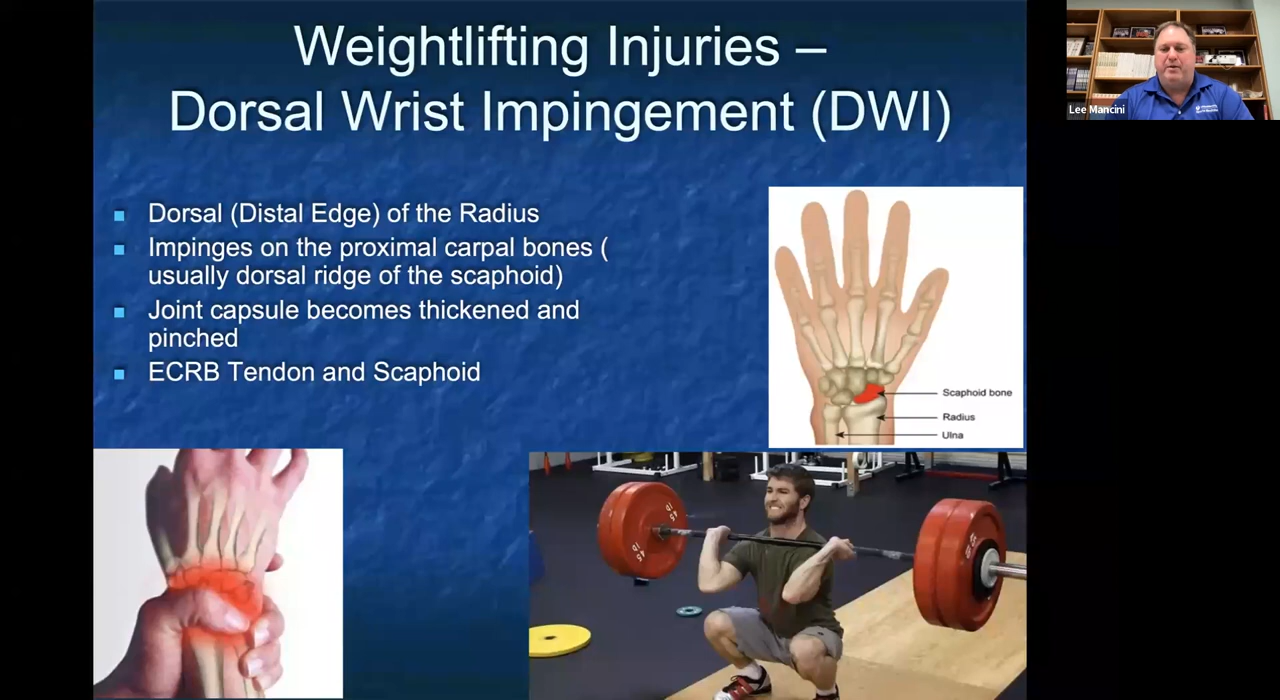 Weightlifting Injuries –
Dorsal Wrist Impingement (DWI)
Lee Mancini
Dorsal (Distal Edge) of the Radius
Impinges on the proximal carpal bones (
usually dorsal ridge of the scaphoid)
Joint capsule becomes thickened and
pinched
ECRB Tendon and Scaphoid
Scaphoid bone
Radius
Ulna
45